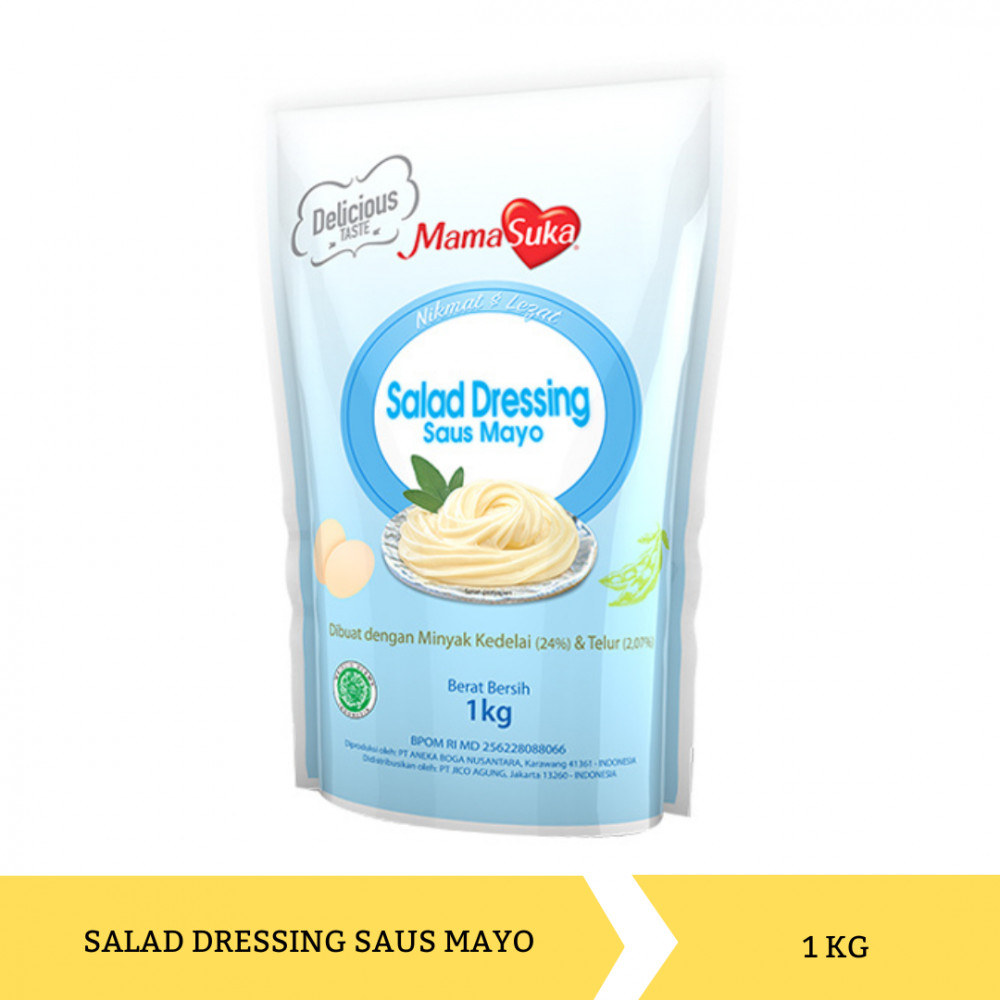 Delicious
TASTE
MamaSuka
Nikmat & Lezat
Salad Dressing
Saus Mayo
Dibuat dengan Minyak Kedelai (24%) & Telur (2,07%)
Berat Bersih
1kg
BPOM RI MD 256228088066
Diproduksi oleh: PT ANEKA BOGA NUSANTARA, Karawang 41361 - INDONESIA
Didistribusikan oleh: PT JICO AGUNG, Jakarta 13260 - INDONESIA
SALAD DRESSING SAUS MAYO
1 KG